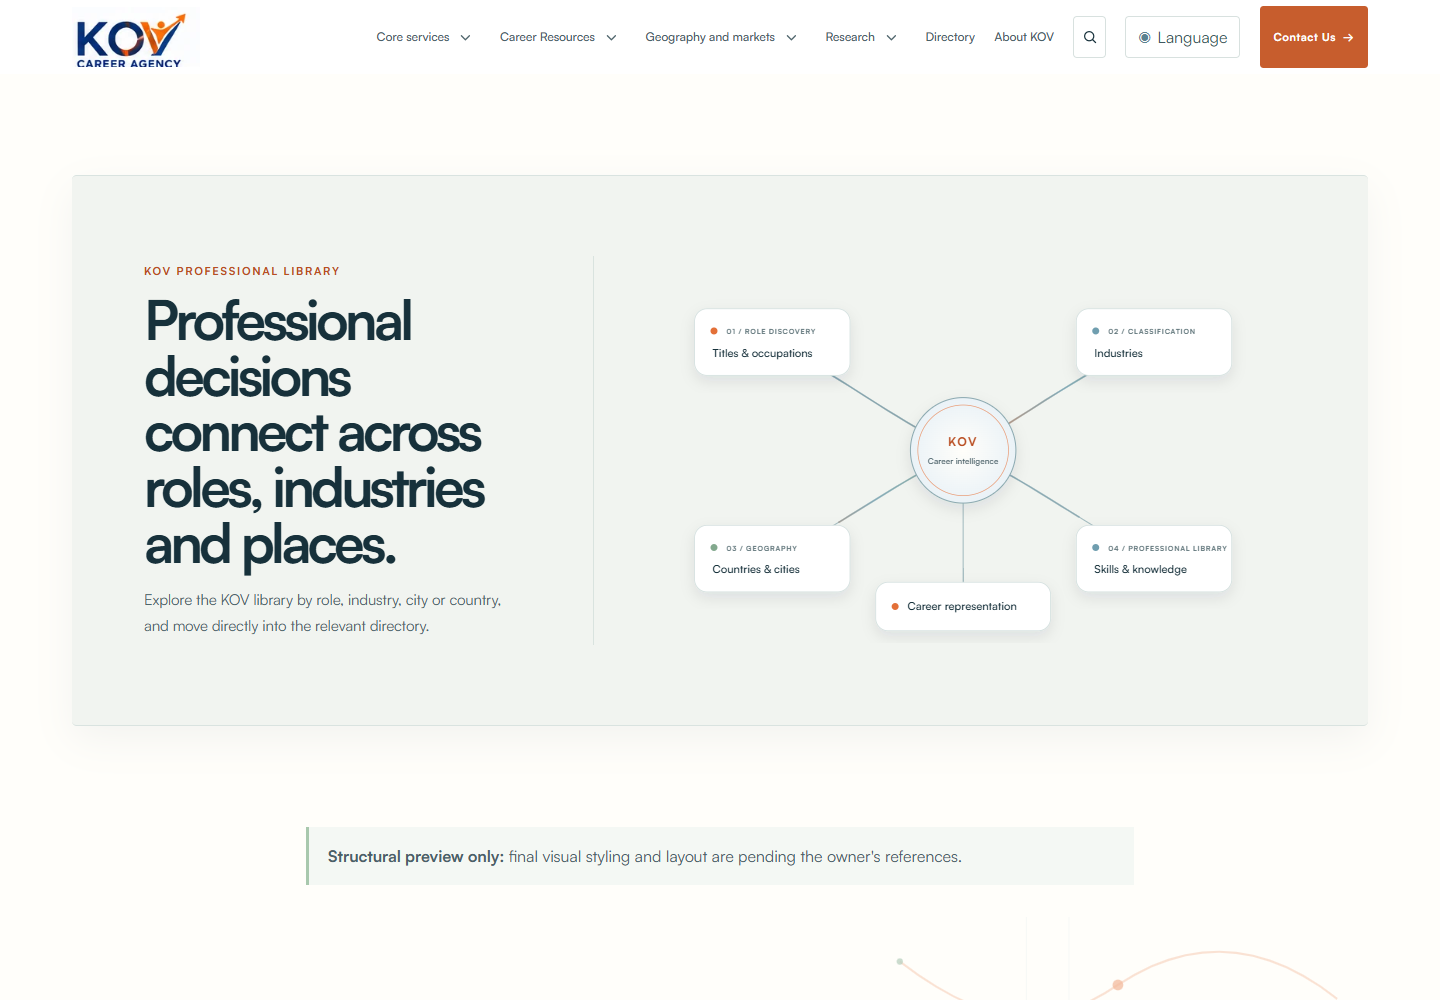 KOV
CAREER AGENCY
Core services
Career Resources
Geography and markets
Research
Directory
About KOV
Language
Contact Us →
KOV PROFESSIONAL LIBRARY
Professional
decisions
connect across
roles, industries
and places.
Explore the KOV library by role, industry, city or country,
and move directly into the relevant directory.
01 / ROLE DISCOVERY
Titles & occupations
02 / CLASSIFICATION
Industries
KOV
Career intelligence
03 / GEOGRAPHY
Countries & cities
04 / PROFESSIONAL LIBRARY
Skills & knowledge
Career representation
Structural preview only: final visual styling and layout are pending the owner's references.